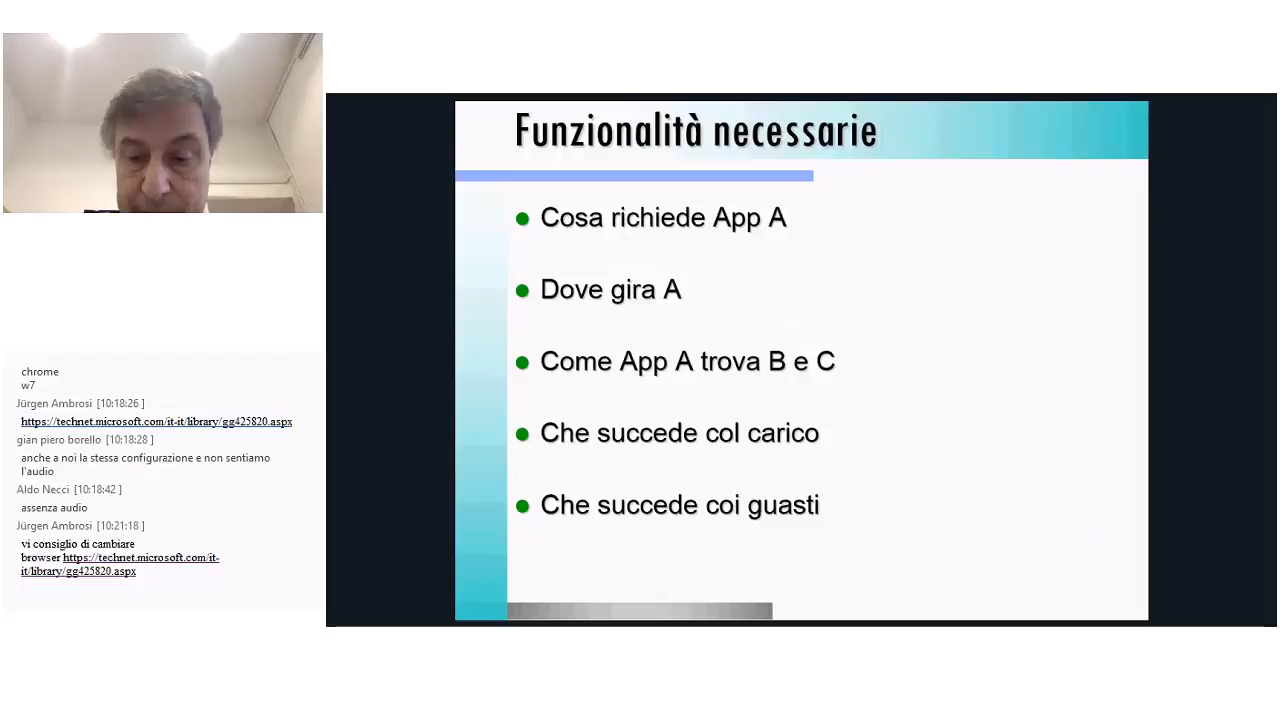 Funzionalità necessarie
Cosa richiede App A
Dove gira A
Come App A trova B e C
Che succede col carico
Che succede coi guasti
chrome
w7
Jürgen Ambrosi [10:18:26 ]
https://technet.microsoft.com/it-it/library/gg425820.aspx
gian piero borello [10:18:28 ]
anche a noi la stessa configurazione e non sentiamo
l'audio
Aldo Necci [10:18:42 ]
assenza audio
Jürgen Ambrosi [10:21:18 ]
vi consiglio di cambiare
browser https://technet.microsoft.com/it-
it/library/gg425820.aspx